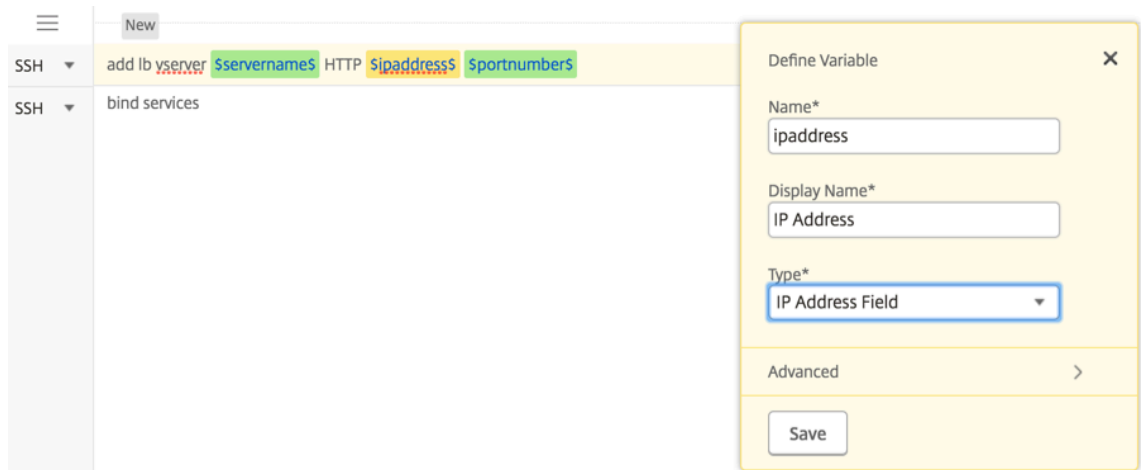 New
SSH add lb vserver $servername$ HTTP $ipaddress$ $portnumber$
SSH bind services
Define Variable
Name*
ipaddress
Display Name*
IP Address
Type*
IP Address Field
Advanced
Save